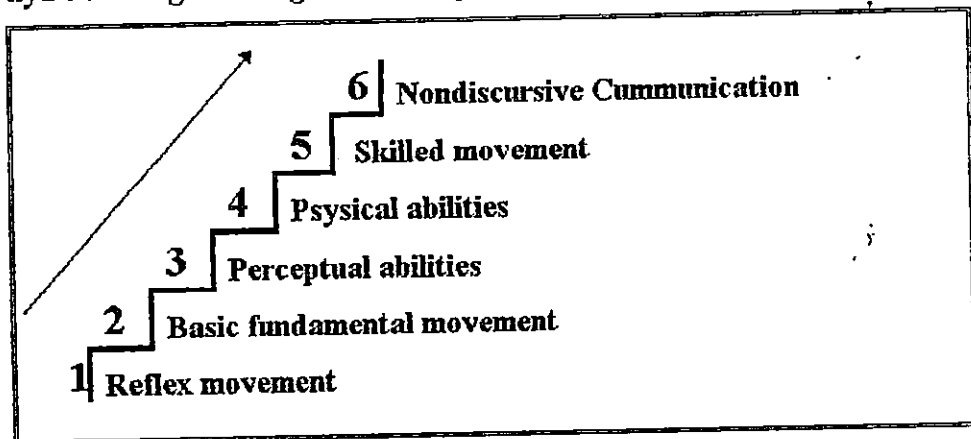 6 Nondiscursive Cummunication
5 Skilled movement
4 Psysical abilities
3 Perceptual abilities
2 Basic fundamental movement
1 Reflex movement